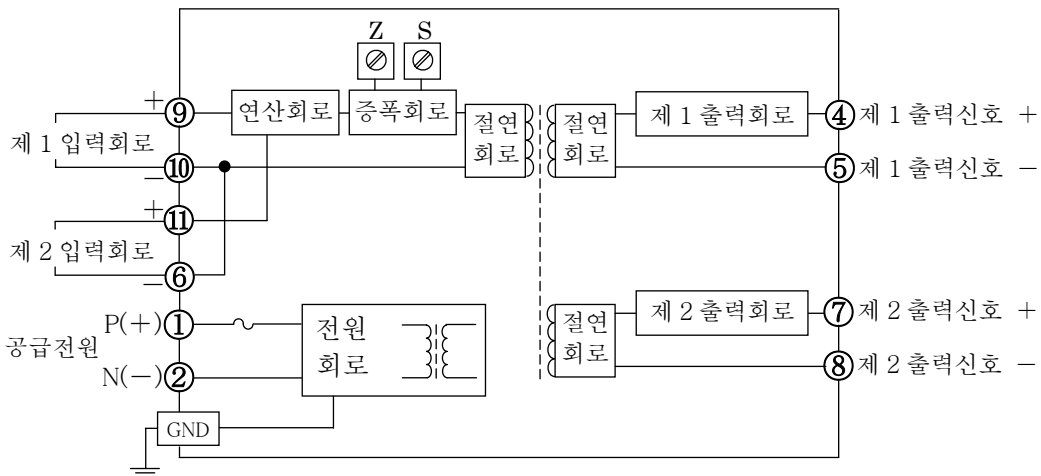 Z
S
+
⑨
연산회로
증폭회로
절연
회로
절연
회로
제 1 출력회로
④
제 1 출력신호 +
제 1 입력회로
−
⑩
⑤
제 1 출력신호 −
+
⑪
제 2 입력회로
−
⑥
P(+)
①
전원
회로
절연
회로
제 2 출력회로
⑦
제 2 출력신호 +
공급전원
N(−)
②
⑧
제 2 출력신호 −
GND